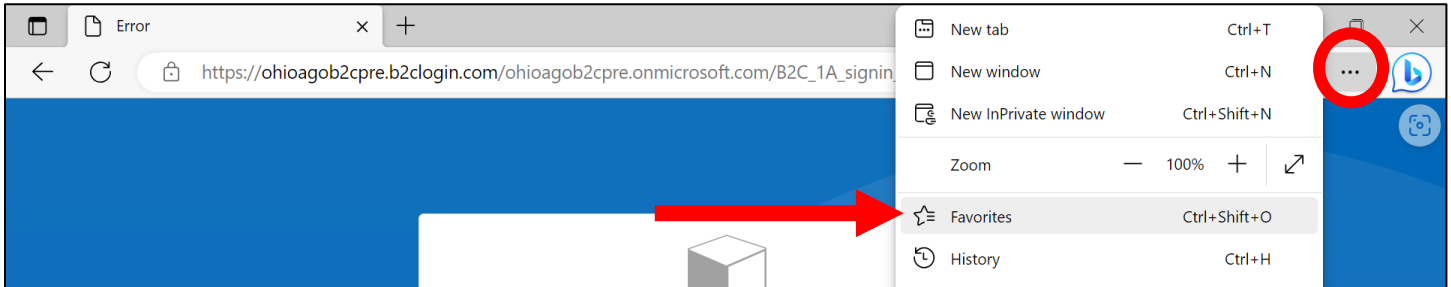 Error
New tab Ctrl+T
https://ohioagob2cpre.b2clogin.com/ohioagob2cpre.onmicrosoft.com/B2C_1A_signin_
New window Ctrl+N
New InPrivate window Ctrl+Shift+N
Zoom 100%
Favorites Ctrl+Shift+O
History Ctrl+H